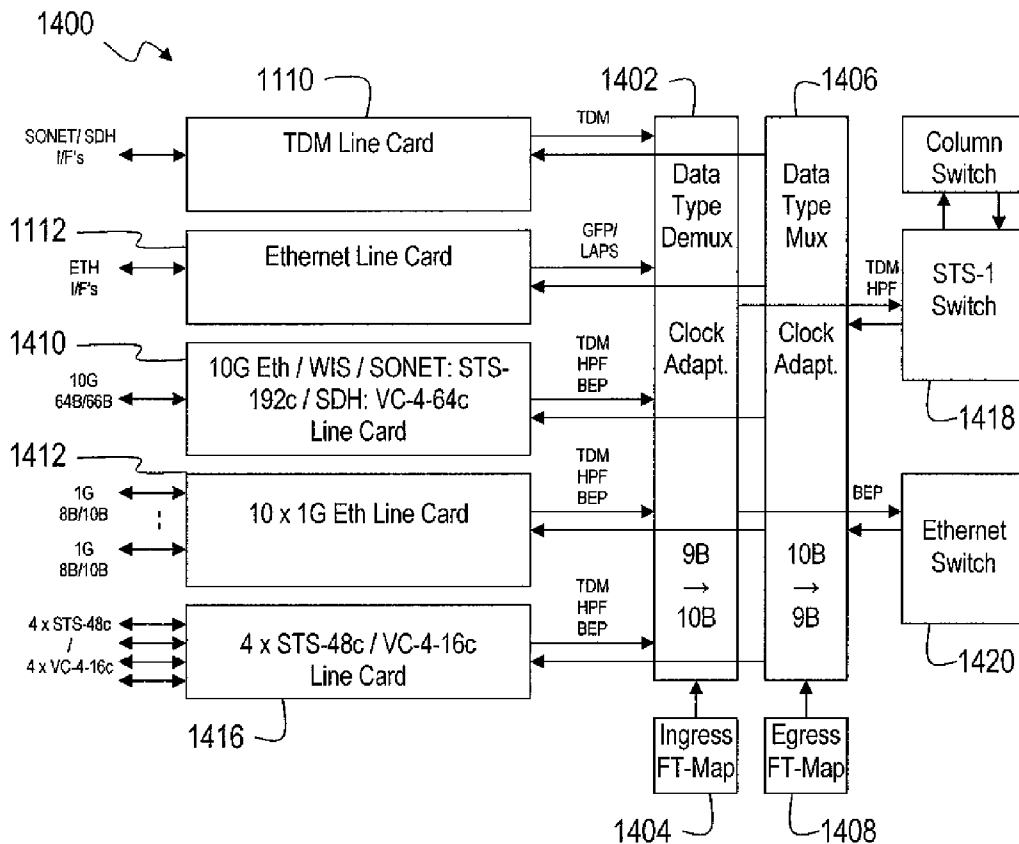 1400
1110
1402
1406
SONET/ SDH
I/F's
TDM Line Card
TDM
Data
Type
Demux
Data
Type
Mux
Column
Switch
1112
ETH
I/F's
Ethernet Line Card
GFP/
LAPS
TDM
HPF
STS-1
Switch
1418
Clock
Adapt.
Clock
Adapt.
1410
10G
64B/66B
10G Eth / WIS / SONET: STS-
192c / SDH: VC-4-64c
Line Card
TDM
HPF
BEP
1412
1G
8B/10B
1G
8B/10B
10 x 1G Eth Line Card
TDM
HPF
BEP
9B
→
10B
10B
→
9B
BEP
Ethernet
Switch
1420
4 x STS-48c
/
4 x VC-4-16c
4 x STS-48c / VC-4-16c
Line Card
TDM
HPF
BEP
1416
Ingress
FT-Map
Egress
FT-Map
1404
1408